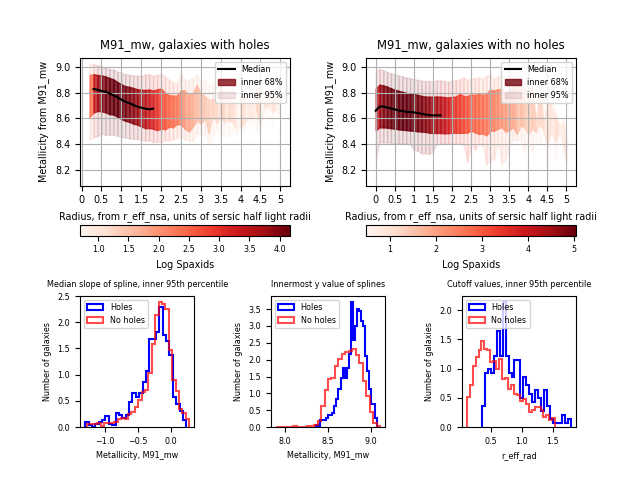 M91_mw, galaxies with holes
M91_mw, galaxies with no holes
Metallicity from M91_mw
9.0
8.8
8.6
8.4
8.2
Median
inner 68%
inner 95%
0
0.5
1
1.5
2
2.5
3
3.5
4
4.5
5
Radius, from r_eff_nsa, units of sersic half light radii
1.0
1.5
2.0
2.5
3.0
3.5
4.0
Log Spaxids
Metallicity from M91_mw
9.0
8.8
8.6
8.4
8.2
Median
inner 68%
inner 95%
0
0.5
1
1.5
2
2.5
3
3.5
4
4.5
5
Radius, from r_eff_nsa, units of sersic half light radii
1
2
3
4
5
Log Spaxids
Median slope of spline, inner 95th percentile
Number of galaxies
2.5
2.0
1.5
1.0
0.5
0.0
Holes
No holes
−1.0
−0.5
0.0
Metallicity, M91_mw
Innermost y value of splines
Number of galaxies
3.5
3.0
2.5
2.0
1.5
1.0
0.5
0.0
Holes
No holes
8.0
8.5
9.0
Metallicity, M91_mw
Cutoff values, inner 95th percentile
Number of galaxies
2.0
1.5
1.0
0.5
0.0
Holes
No holes
0.5
1.0
1.5
r_eff_rad